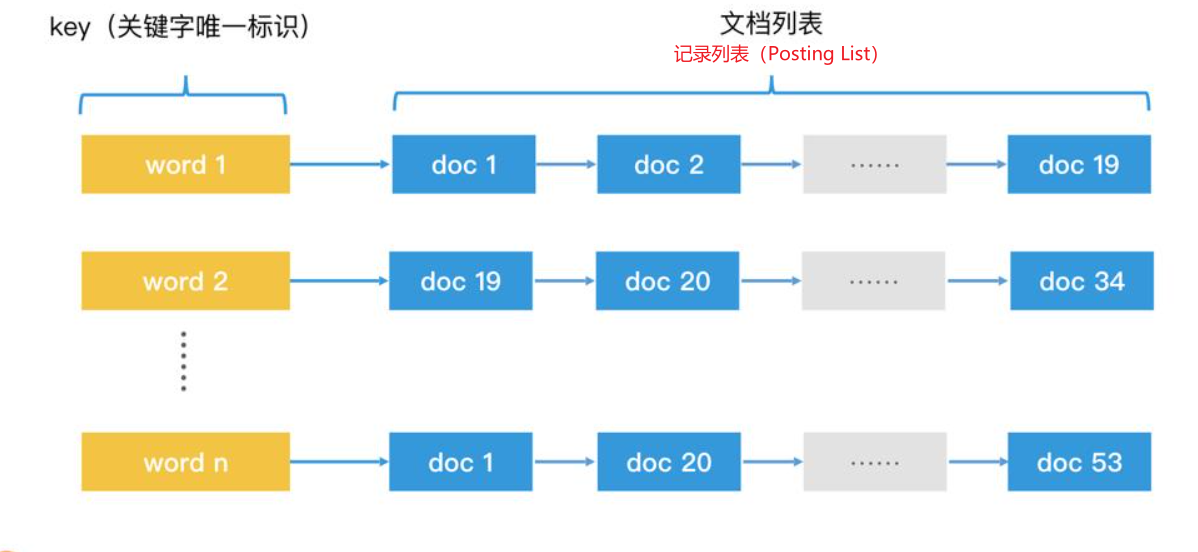 key（关键字唯一标识）
文档列表
记录列表（Posting List）
word 1 doc 1 doc 2 ...... doc 19
word 2 doc 19 doc 20 ...... doc 34
word n doc 1 doc 20 ...... doc 53